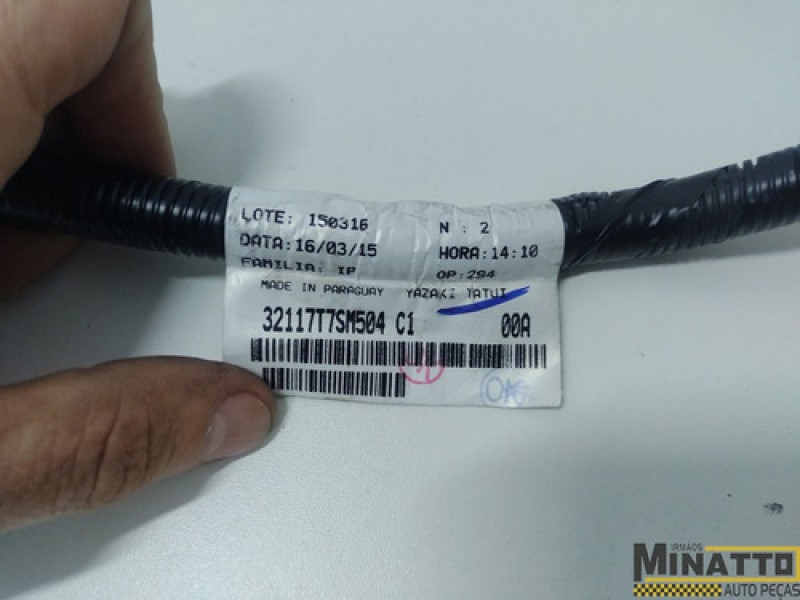 LOTE: 150316 N : 2
DATA:16/03/15 HORA:14:10
FAMILIA: IP OP:294
MADE IN PARAGUAY YAZAKI TATUI
32117T7SM504 C1 00A
OK
IRMÃOS
MINATTO
AUTO PEÇAS